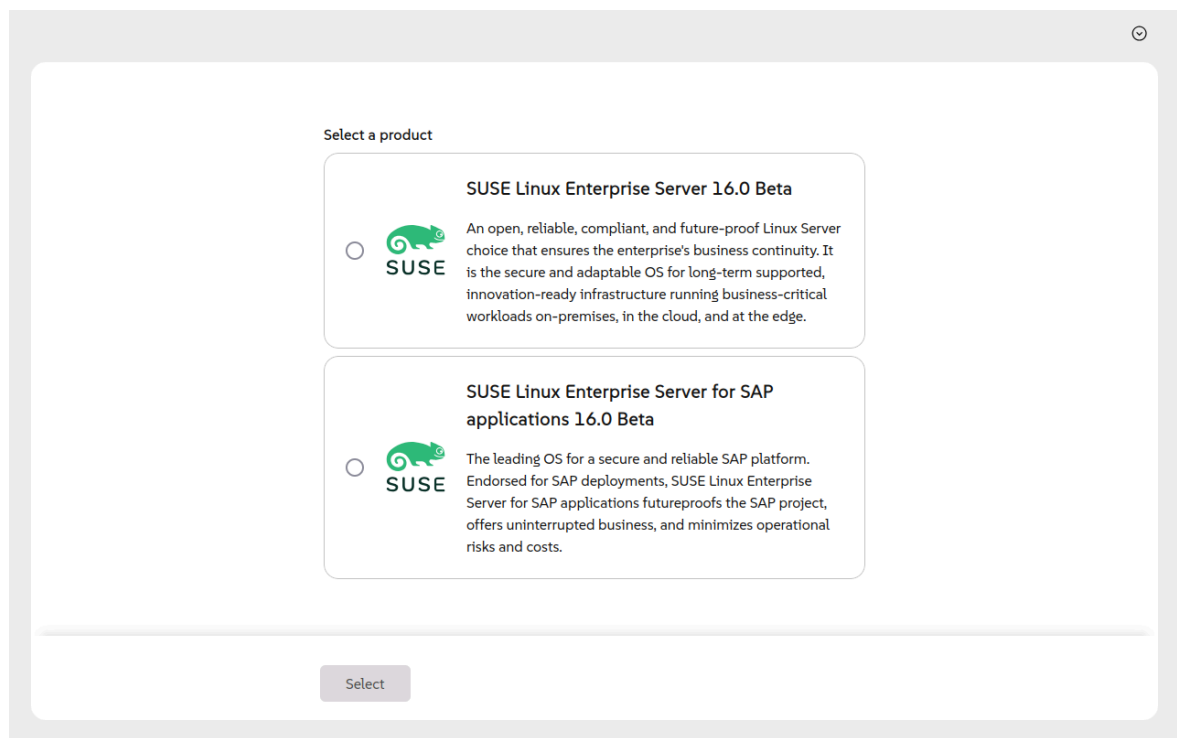 Select a product
SUSE Linux Enterprise Server 16.0 Beta
An open, reliable, compliant, and future-proof Linux Server
choice that ensures the enterprise's business continuity. It
is the secure and adaptable OS for long-term supported,
innovation-ready infrastructure running business-critical
workloads on-premises, in the cloud, and at the edge.
SUSE
SUSE Linux Enterprise Server for SAP
applications 16.0 Beta
The leading OS for a secure and reliable SAP platform.
Endorsed for SAP deployments, SUSE Linux Enterprise
Server for SAP applications futureproofs the SAP project,
offers uninterrupted business, and minimizes operational
risks and costs.
SUSE
Select